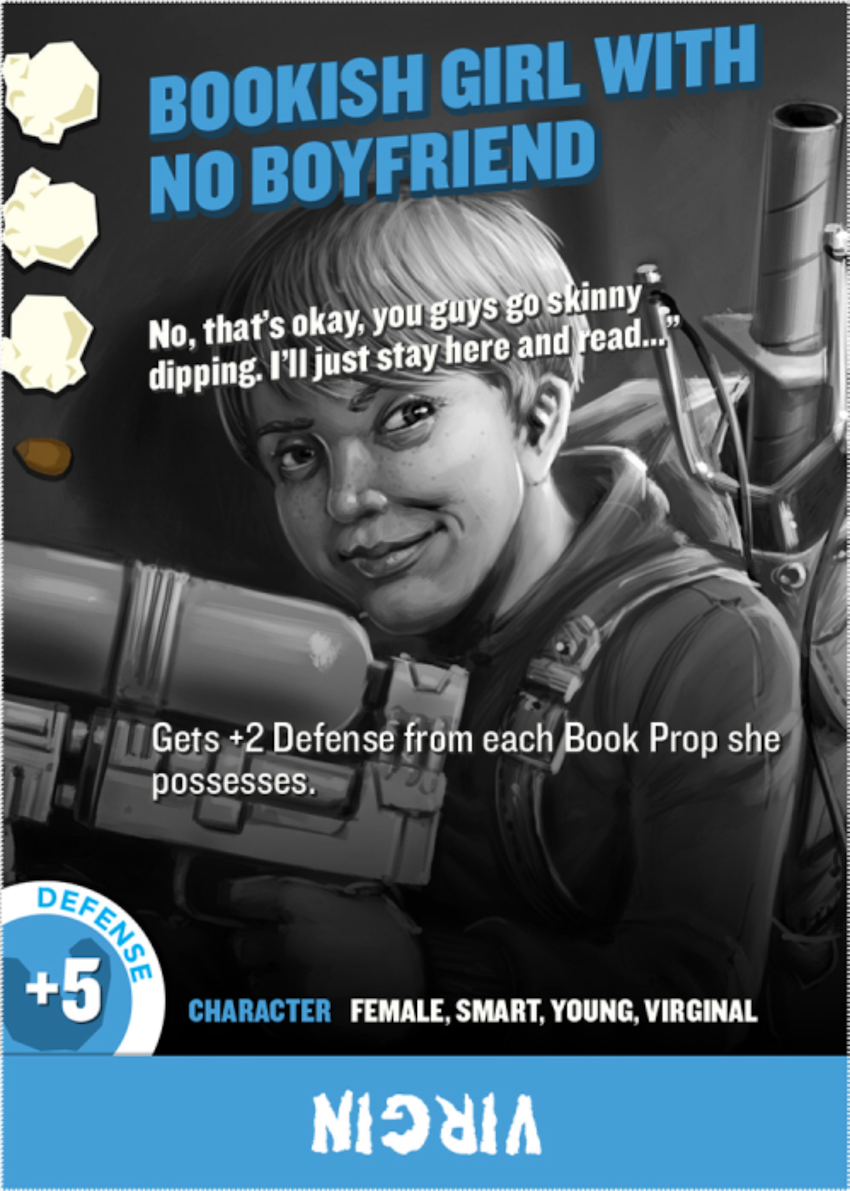 BOOKISH GIRL WITH
NO BOYFRIEND
No, that's okay, you guys go skinny
dipping. I'll just stay here and read..."
Gets +2 Defense from each Book Prop she
possesses.
DEFENSE
+5
CHARACTER FEMALE, SMART, YOUNG, VIRGINAL
VIRGIN